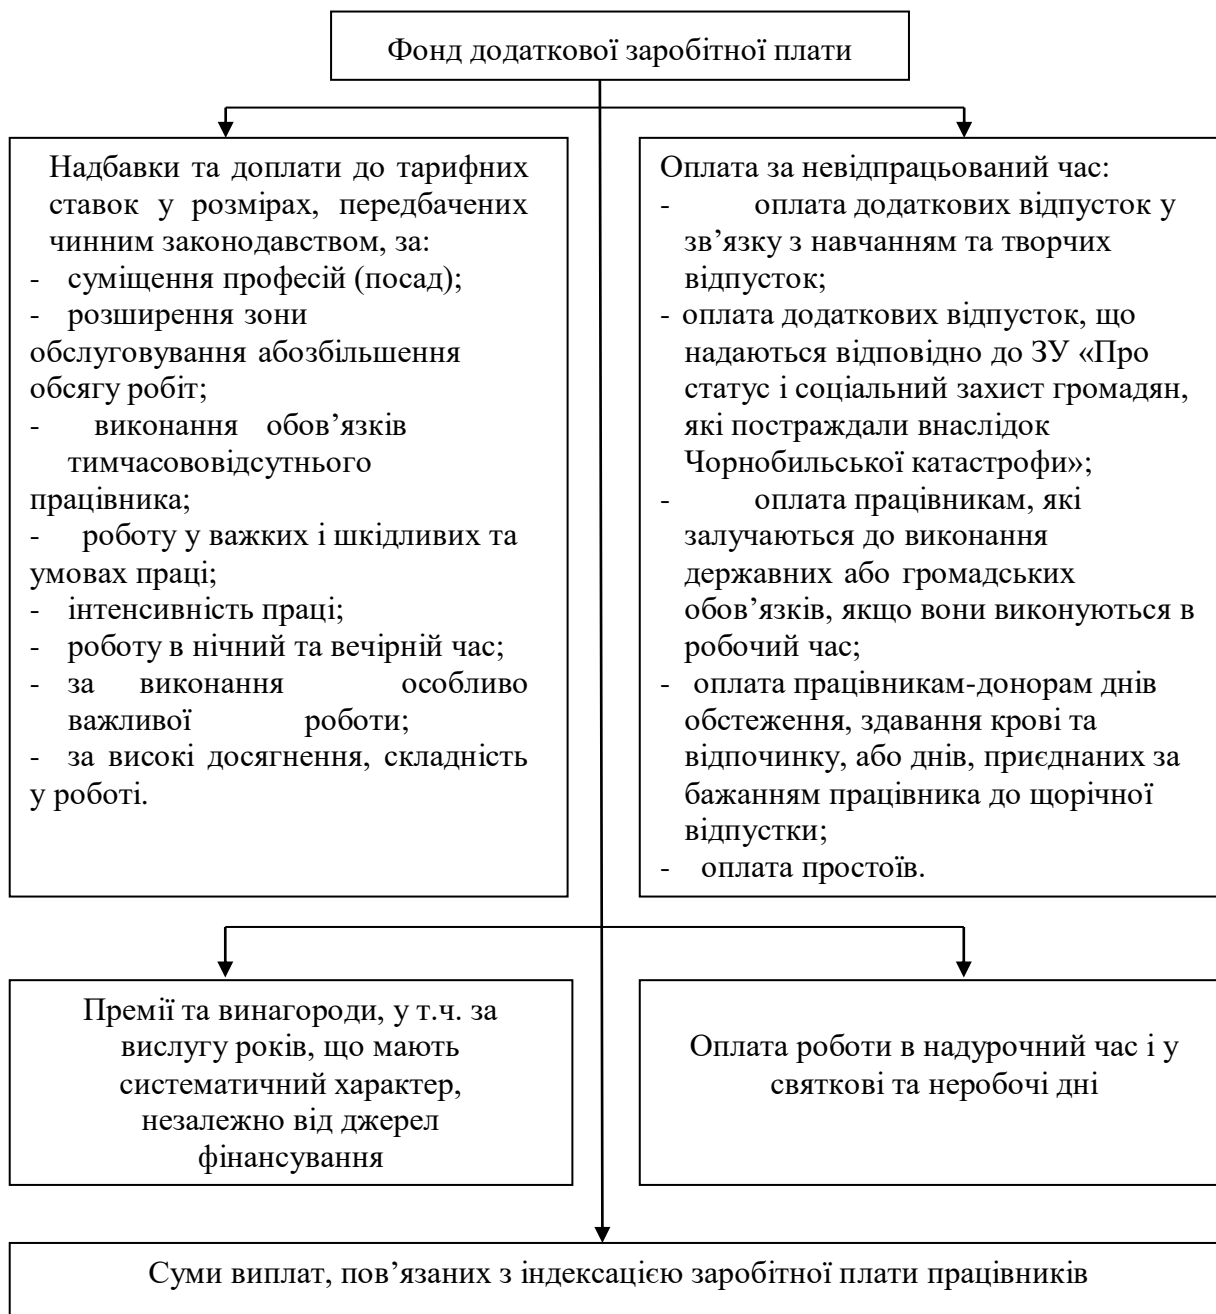 Фонд додаткової заробітної плати
Надбавки та доплати до тарифних
ставок у розмірах, передбачених
чинним законодавством, за:
- суміщення професій (посад);
- розширення зони
обслуговування абозбільшення
обсягу робіт;
- виконання обов’язків
тимчасововідсутнього
працівника;
- роботу у важких і шкідливих та
умовах праці;
- інтенсивність праці;
- роботу в нічний та вечірній час;
- за виконання особливо
важливої роботи;
- за високі досягнення, складність
у роботі.
Оплата за невідпрацьований час:
- оплата додаткових відпусток у
зв’язку з навчанням та творчих
відпусток;
- оплата додаткових відпусток, що
надаються відповідно до ЗУ «Про
статус і соціальний захист громадян,
які постраждали внаслідок
Чорнобильської катастрофи»;
- оплата працівникам, які
залучаються до виконання
державних або громадських
обов’язків, якщо вони виконуються в
робочий час;
- оплата працівникам-донорам днів
обстеження, здавання крові та
відпочинку, або днів, приєднаних за
бажанням працівника до щорічної
відпустки;
- оплата простоїв.
Премії та винагороди, у т.ч. за
вислугу років, що мають
систематичний характер,
незалежно від джерел
фінансування
Оплата роботи в надурочний час і у
святкові та неробочі дні
Суми виплат, пов’язаних з індексацією заробітної плати працівників